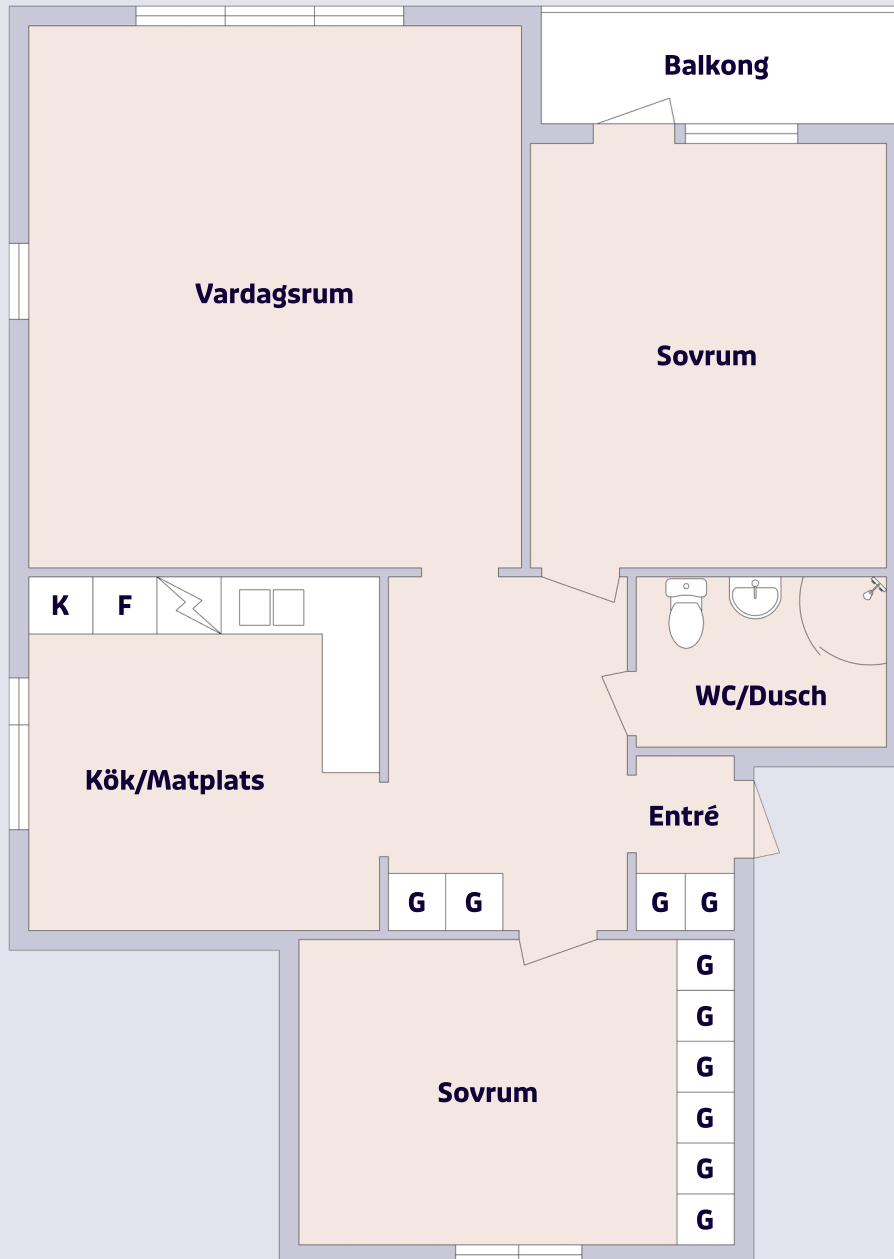 Balkong
Vardagsrum
Sovrum
K F
WC/Dusch
Kök/Matplats
Entré
G G
G G
G
G
G
G
G
G
Sovrum